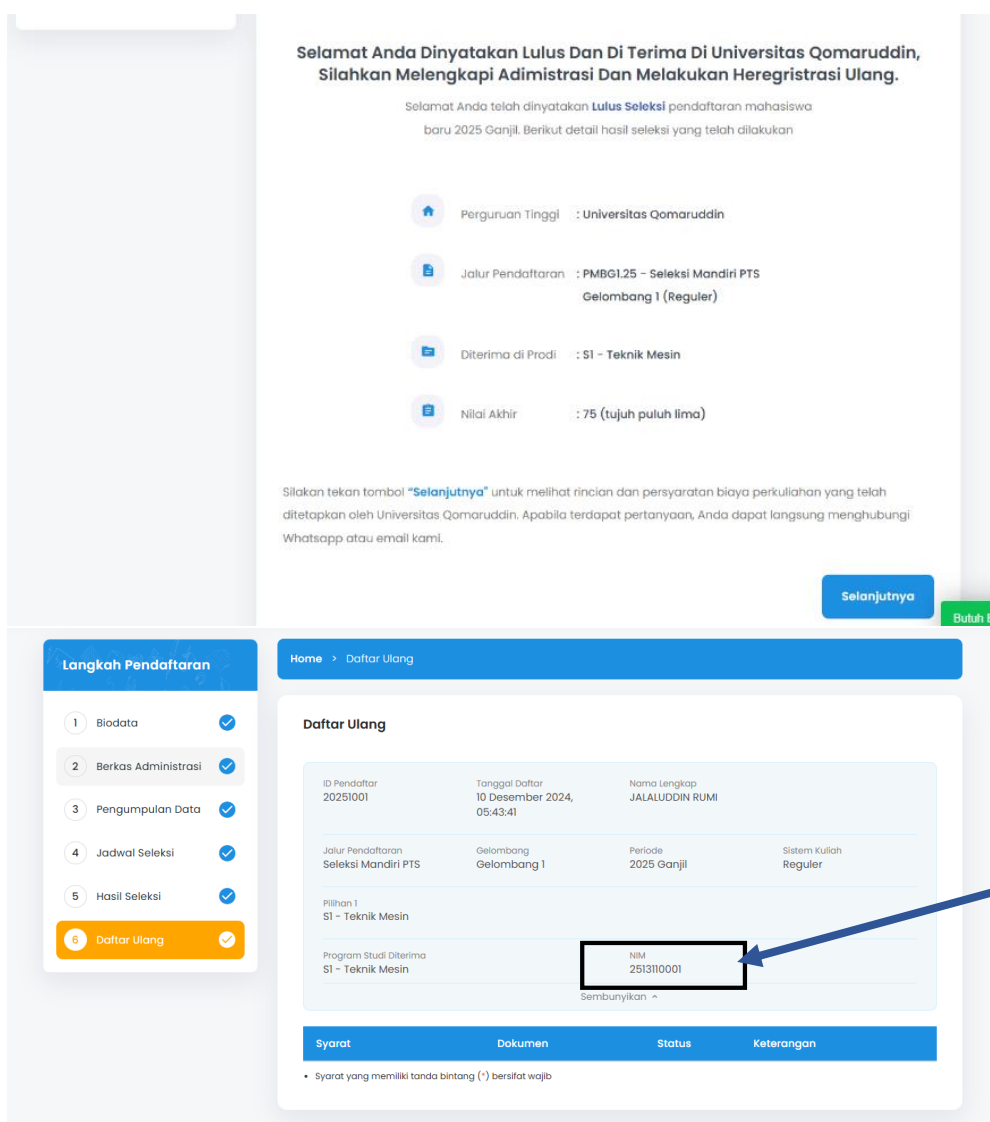 Selamat Anda Dinyatakan Lulus Dan Di Terima Di Universitas Qomaruddin,
Silahkan Melengkapi Adimistrasi Dan Melakukan Heregristrasi Ulang.
Selamat Anda telah dinyatakan Lulus Seleksi pendaftaran mahasiswa
baru 2025 Ganjil. Berikut detail hasil seleksi yang telah dilakukan
Perguruan Tinggi : Universitas Qomaruddin
Jalur Pendaftaran : PMBG1.25 - Seleksi Mandiri PTS
Gelombang 1 (Reguler)
Diterima di Prodi : S1 - Teknik Mesin
Nilai Akhir : 75 (tujuh puluh lima)
Silakan tekan tombol "Selanjutnya" untuk melihat rincian dan persyaratan biaya perkuliahan yang telah
ditetapkan oleh Universitas Qomaruddin. Apabila terdapat pertanyaan, Anda dapat langsung menghubungi
Whatsapp atau email kami.
Selanjutnya
Butuh
Langkah Pendaftaran
1 Biodata
2 Berkas Administrasi
3 Pengumpulan Data
4 Jadwal Seleksi
5 Hasil Seleksi
6 Daftar Ulang
Home > Daftar Ulang
Daftar Ulang
ID Pendaftar Tanggal Daftar Nama Lengkap
20251001 10 Desember 2024, JALALUDDIN RUMI
05:43:41
Jalur Pendaftaran Gelombang Periode Sistem Kuliah
Seleksi Mandiri PTS Gelombang 1 2025 Ganjil Reguler
Pilihan 1
S1 - Teknik Mesin
Program Studi Diterima NIM
S1 - Teknik Mesin 2513110001
Sembunyikan
Syarat Dokumen Status Keterangan
• Syarat yang memiliki tanda bintang (*) bersifat wajib